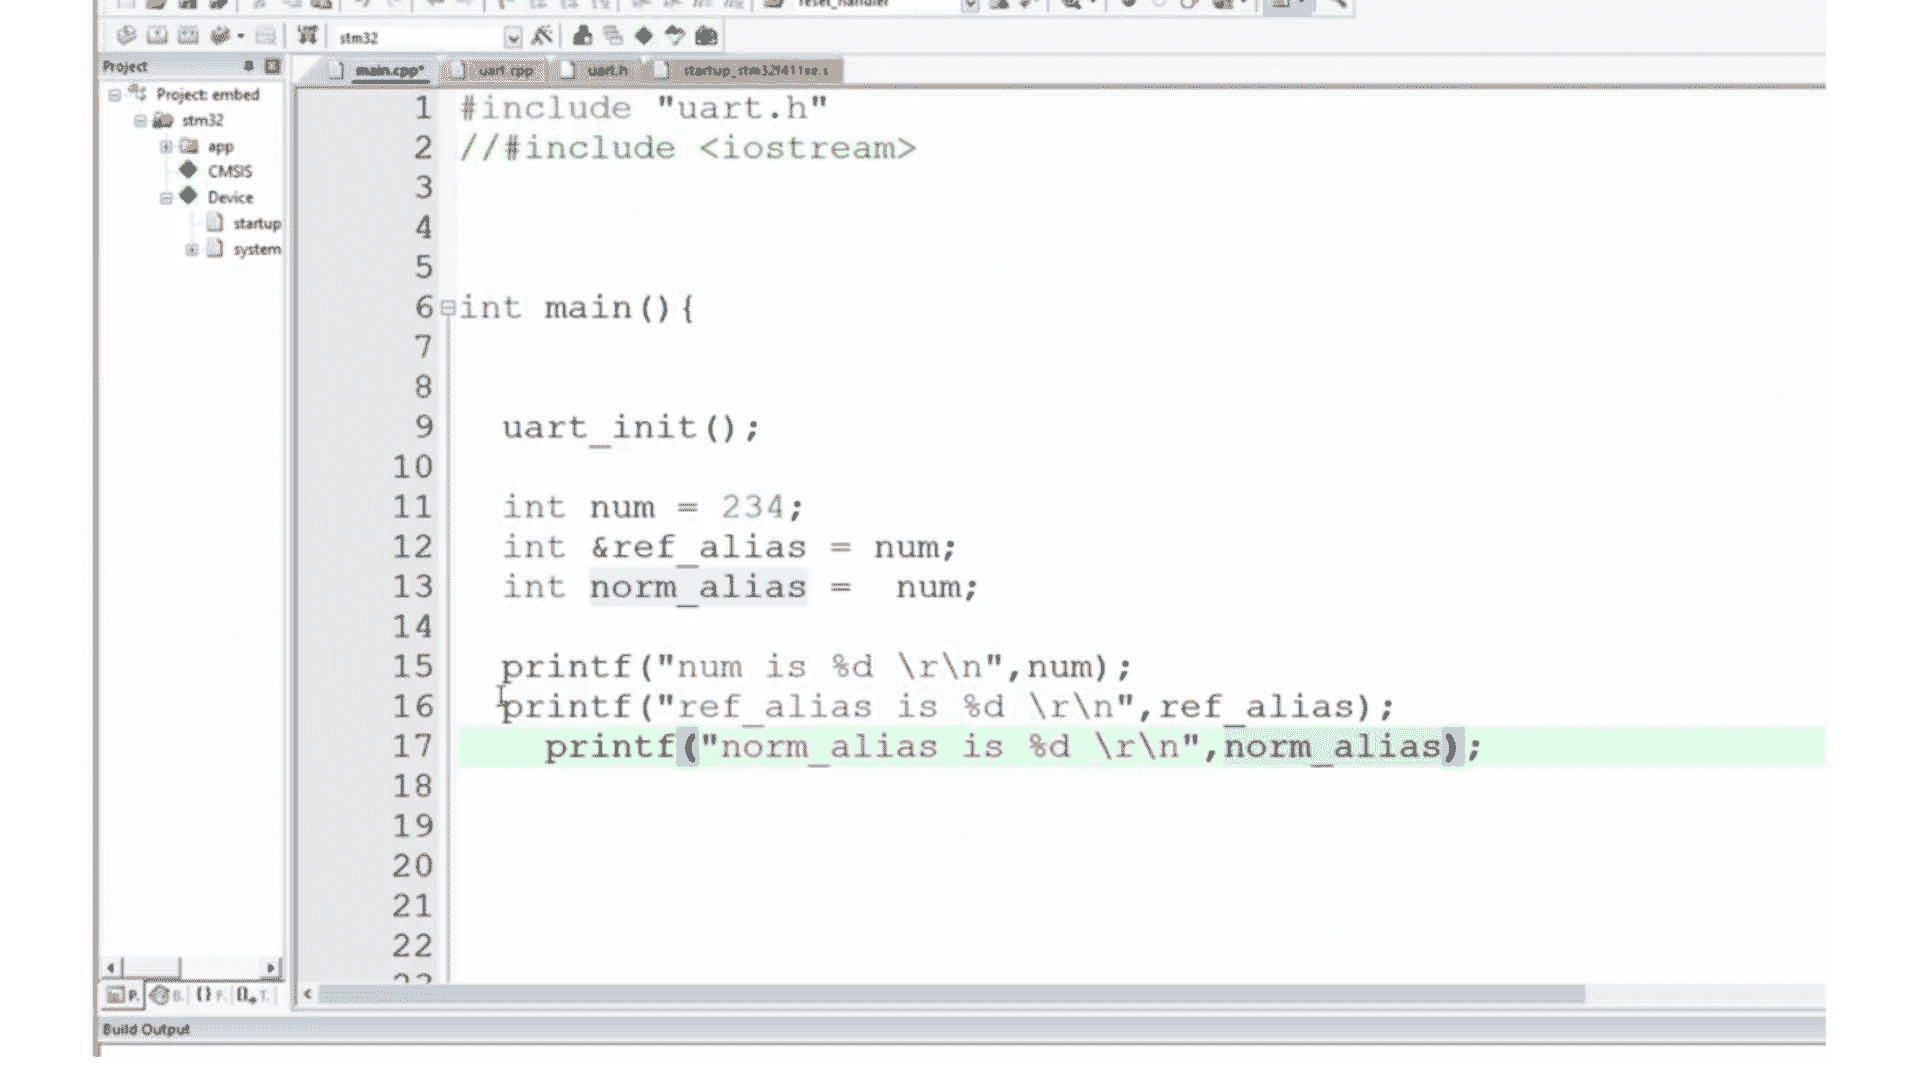 reset_handler
stm32
Project
main.cpp* uart.cpp uart.h startup_stm32f411xe.s
Project: embed
stm32
app
CMSIS
Device
startup
system
1 #include "uart.h"
2 //#include <iostream>
3
4
5
6 int main(){
7
8
9 uart_init();
10
11 int num = 234;
12 int &ref_alias = num;
13 int norm_alias =  num;
14
15 printf("num is %d \r\n",num);
16 printf("ref_alias is %d \r\n",ref_alias);
17 printf("norm_alias is %d \r\n",norm_alias);
18
19
20
21
22
Build Output